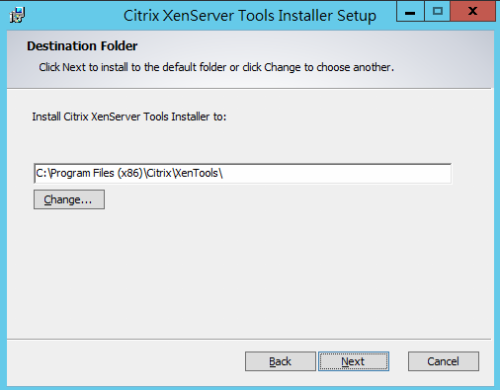 Citrix XenServer Tools Installer Setup
Destination Folder
Click Next to install to the default folder or click Change to choose another.
Install Citrix XenServer Tools Installer to:
C:\Program Files (x86)\Citrix\XenTools\
Change...
Back Next Cancel